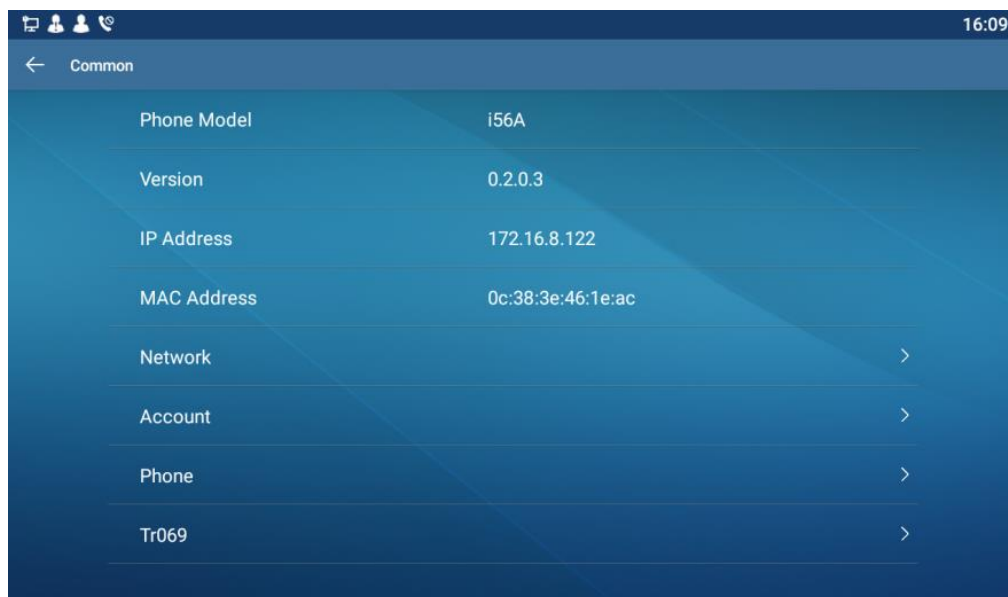 16:09
Common
Phone Model i56A
Version 0.2.0.3
IP Address 172.16.8.122
MAC Address 0c:38:3e:46:1e:ac
Network
Account
Phone
Tr069